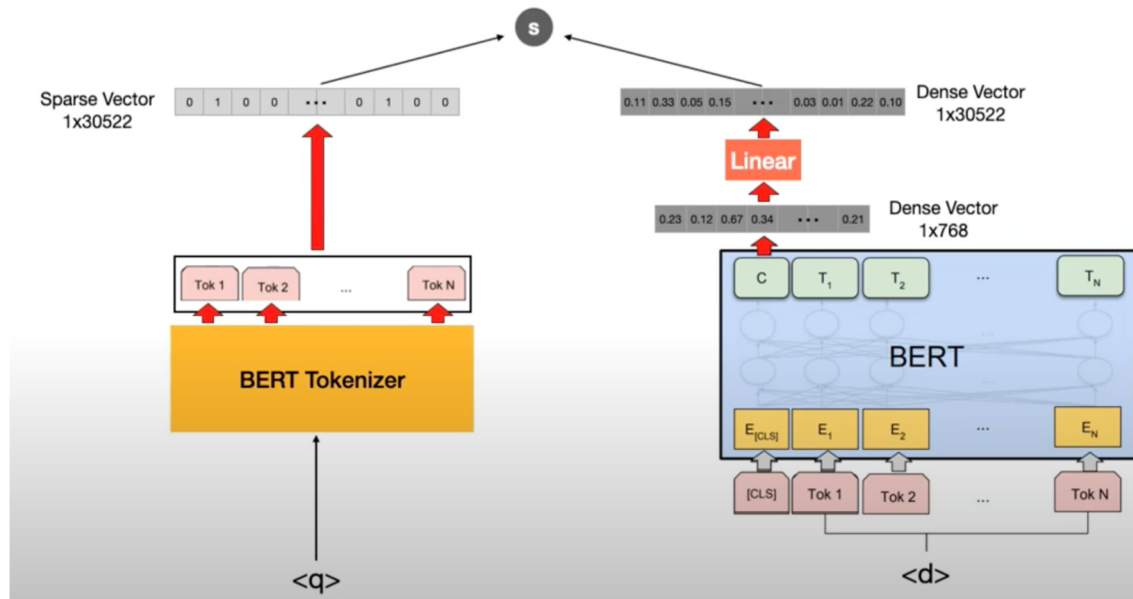 s
Sparse Vector
1x30522
0 1 0 0 ••• 0 1 0 0
0.11 0.33 0.05 0.15 ••• 0.03 0.01 0.22 0.10
Dense Vector
1x30522
Linear
0.23 0.12 0.67 0.34 ••• 0.21
Dense Vector
1x768
Tok 1 Tok 2 ... Tok N
C T1 T2 ... TN
BERT Tokenizer
BERT
E[CLS] E1 E2 ... EN
[CLS] Tok 1 Tok 2 ... Tok N
<q>
<d>